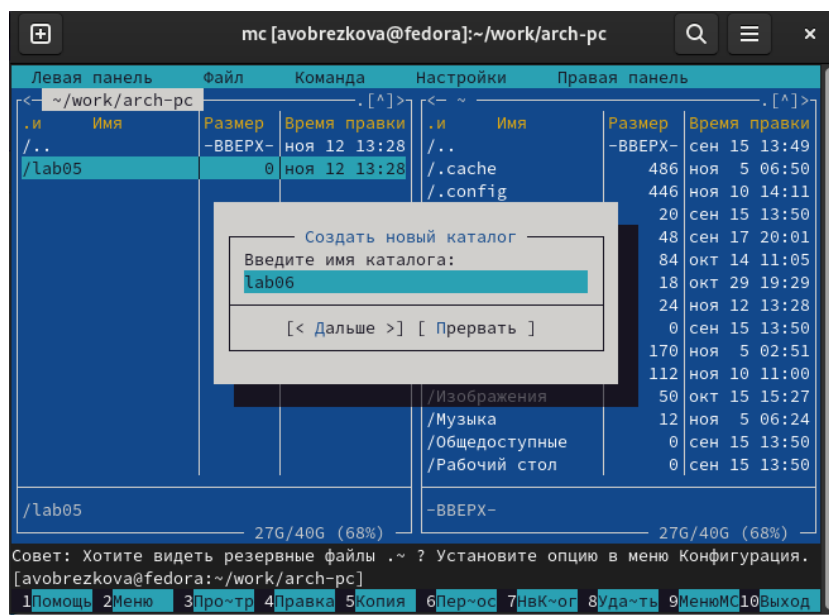 mc [avobrezkova@fedora]:~/work/arch-pc
Левая панель Файл Команда Настройки Правая панель
<— ~/work/arch-pc .[^]>
.и Имя Размер Время правки
/.. -ВВЕРХ- ноя 12 13:28
/lab05 0 ноя 12 13:28
/lab05
27G/40G (68%)
<— ~ .[^]>
.и Имя Размер Время правки
/.. -ВВЕРХ- сен 15 13:49
/.cache 486 ноя 5 06:50
/.config 446 ноя 10 14:11
20 сен 15 13:50
48 сен 17 20:01
84 окт 14 11:05
18 окт 29 19:29
24 ноя 12 13:28
0 сен 15 13:50
170 ноя 5 02:51
112 ноя 10 11:00
/Изображения 50 окт 15 15:27
/Музыка 12 ноя 5 06:24
/Общедоступные 0 сен 15 13:50
/Рабочий стол 0 сен 15 13:50
-ВВЕРХ-
27G/40G (68%)
Создать новый каталог
Введите имя каталога:
lab06
[< Дальше >] [ Прервать ]
Совет: Хотите видеть резервные файлы .~ ? Установите опцию в меню Конфигурация.
[avobrezkova@fedora:~/work/arch-pc]
1Помощь 2Меню 3Про~тр 4Правка 5Копия 6Пер~ос 7НвК~ог 8Уда~ть 9МенюMC 10Выход